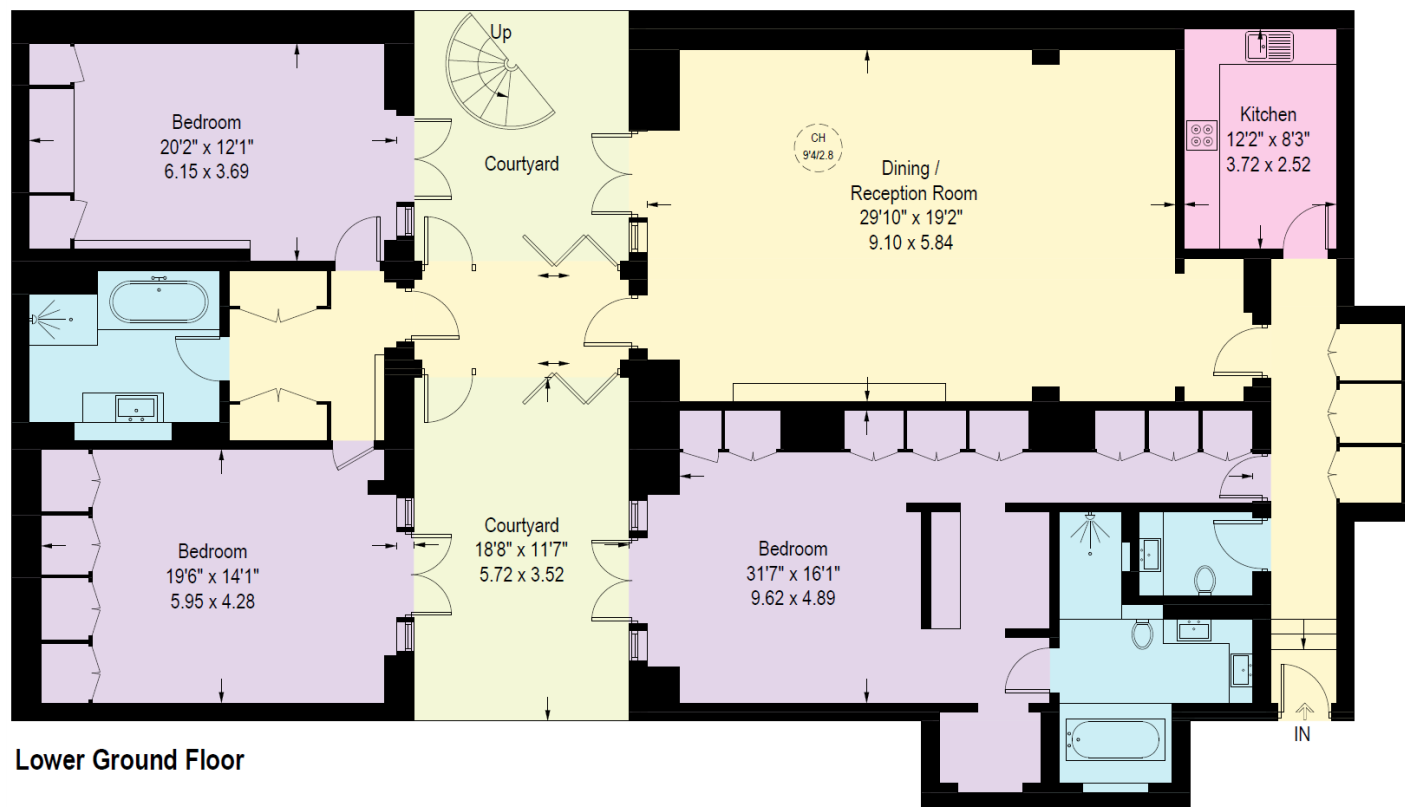 Up
Bedroom
20'2" x 12'1"
6.15 x 3.69
Courtyard
CH
9'4/2.8
Dining /
Reception Room
29'10" x 19'2"
9.10 x 5.84
Kitchen
12'2" x 8'3"
3.72 x 2.52
Bedroom
19'6" x 14'1"
5.95 x 4.28
Courtyard
18'8" x 11'7"
5.72 x 3.52
Bedroom
31'7" x 16'1"
9.62 x 4.89
IN
Lower Ground Floor